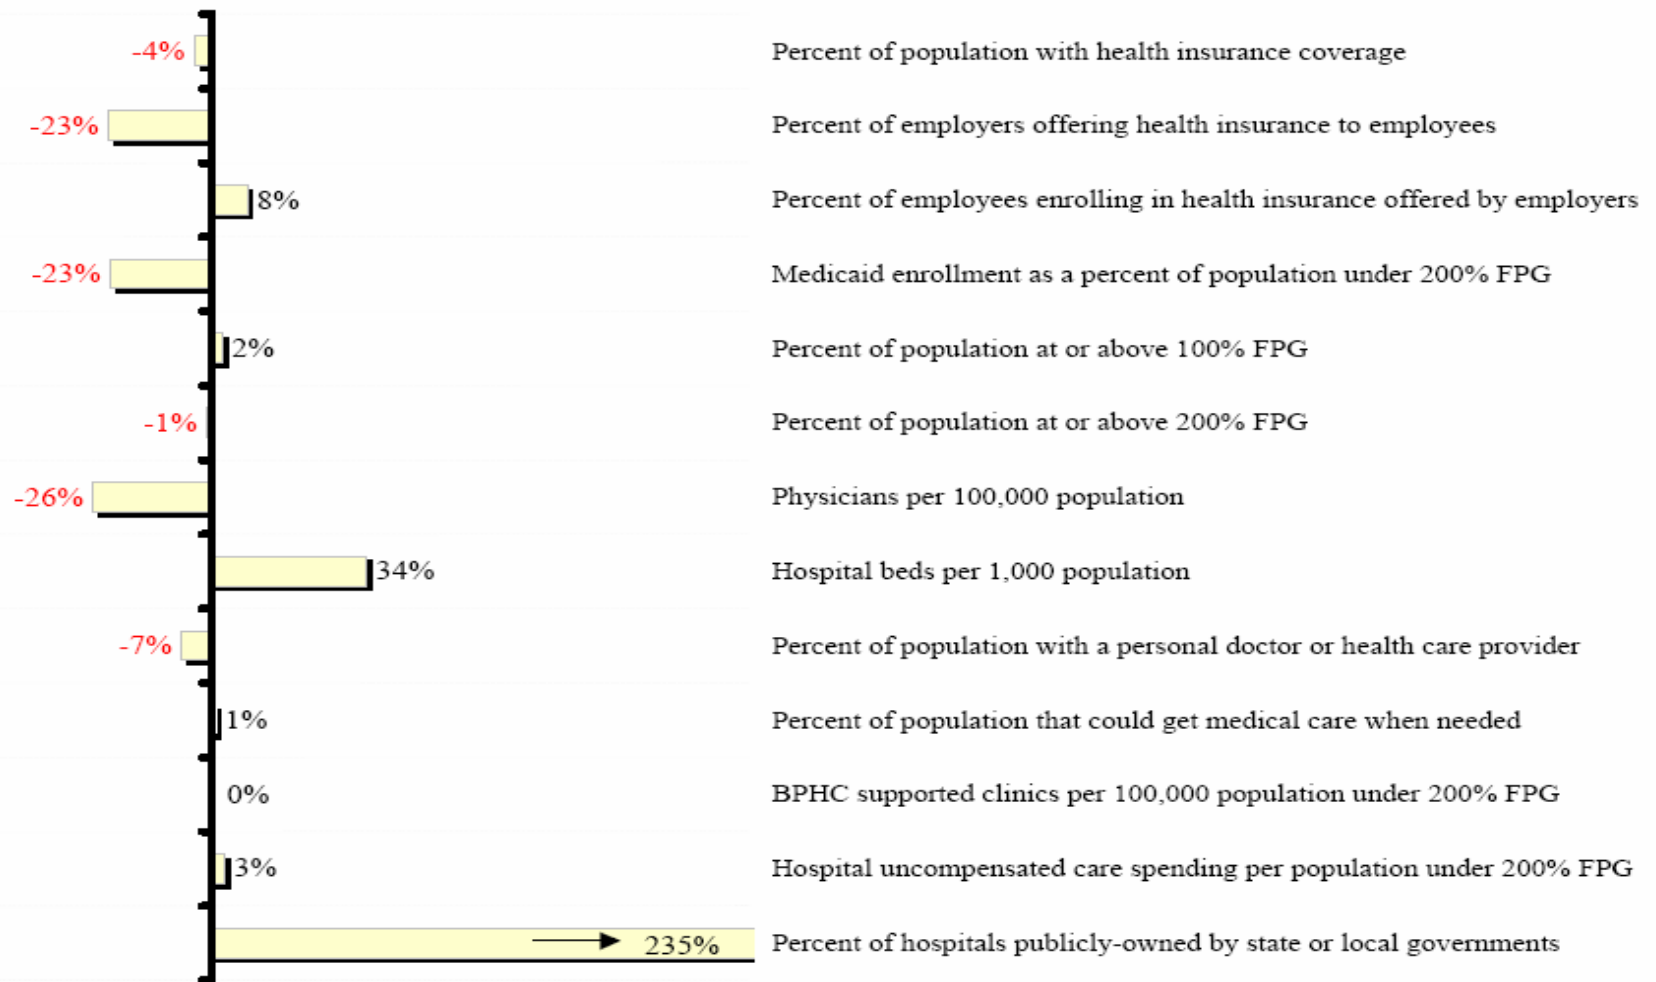 -4% Percent of population with health insurance coverage
-23% Percent of employers offering health insurance to employees
8% Percent of employees enrolling in health insurance offered by employers
-23% Medicaid enrollment as a percent of population under 200% FPG
2% Percent of population at or above 100% FPG
-1% Percent of population at or above 200% FPG
-26% Physicians per 100,000 population
34% Hospital beds per 1,000 population
-7% Percent of population with a personal doctor or health care provider
1% Percent of population that could get medical care when needed
0% BPHC supported clinics per 100,000 population under 200% FPG
3% Hospital uncompensated care spending per population under 200% FPG
235% Percent of hospitals publicly-owned by state or local governments